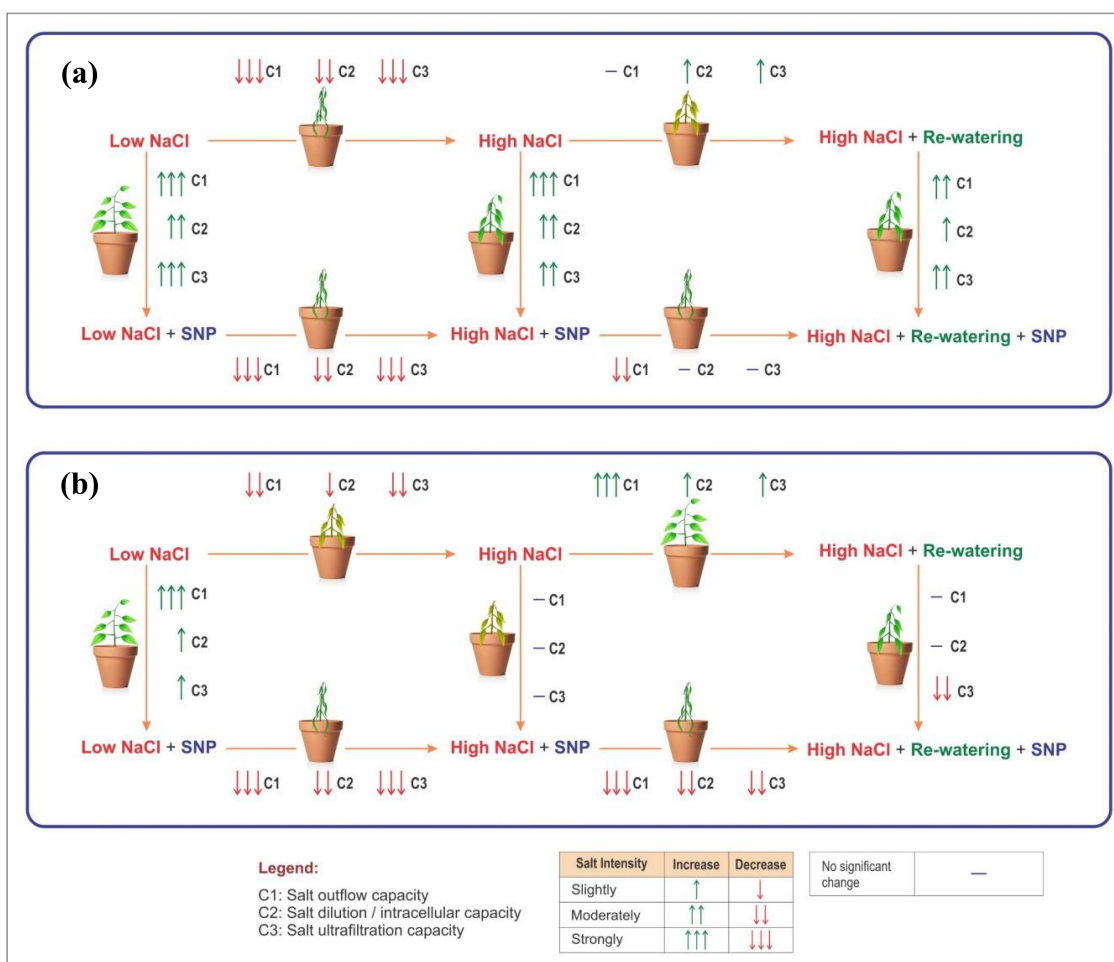 (a)
↓↓↓ C1 ↓↓ C2 ↓↓↓ C3 — C1 ↑ C2 ↑ C3
Low NaCl High NaCl High NaCl + Re-watering
↑↑↑ C1 ↑↑↑ C1 ↑↑ C1
↑↑ C2 ↑↑ C2 ↑ C2
↑↑↑ C3 ↑↑ C3 ↑↑ C3
Low NaCl + SNP High NaCl + SNP High NaCl + Re-watering + SNP
↓↓↓ C1 ↓↓ C2 ↓↓↓ C3 ↓↓ C1 — C2 — C3
(b)
↓↓ C1 ↓ C2 ↓↓ C3 ↑↑↑ C1 ↑ C2 ↑ C3
Low NaCl High NaCl High NaCl + Re-watering
↑↑↑ C1 — C1 — C1
↑ C2 — C2 — C2
↑ C3 — C3 ↓↓ C3
Low NaCl + SNP High NaCl + SNP High NaCl + Re-watering + SNP
↓↓↓ C1 ↓↓ C2 ↓↓↓ C3 ↓↓↓ C1 ↓↓ C2 ↓↓ C3
Legend:
C1: Salt outflow capacity
C2: Salt dilution / intracellular capacity
C3: Salt ultrafiltration capacity
Salt Intensity Increase Decrease
Slightly ↑ ↓
Moderately ↑↑ ↓↓
Strongly ↑↑↑ ↓↓↓
No significant —
change